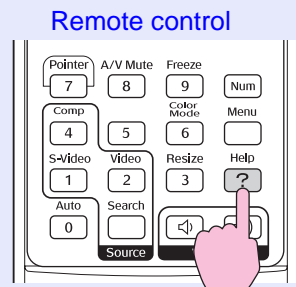 Remote control
Pointer A/V Mute Freeze
7 8 9 Num
Comp Color Mode Menu
4 5 6
S-Video Video Resize Help
1 2 3 ?
Auto Search
0
Source